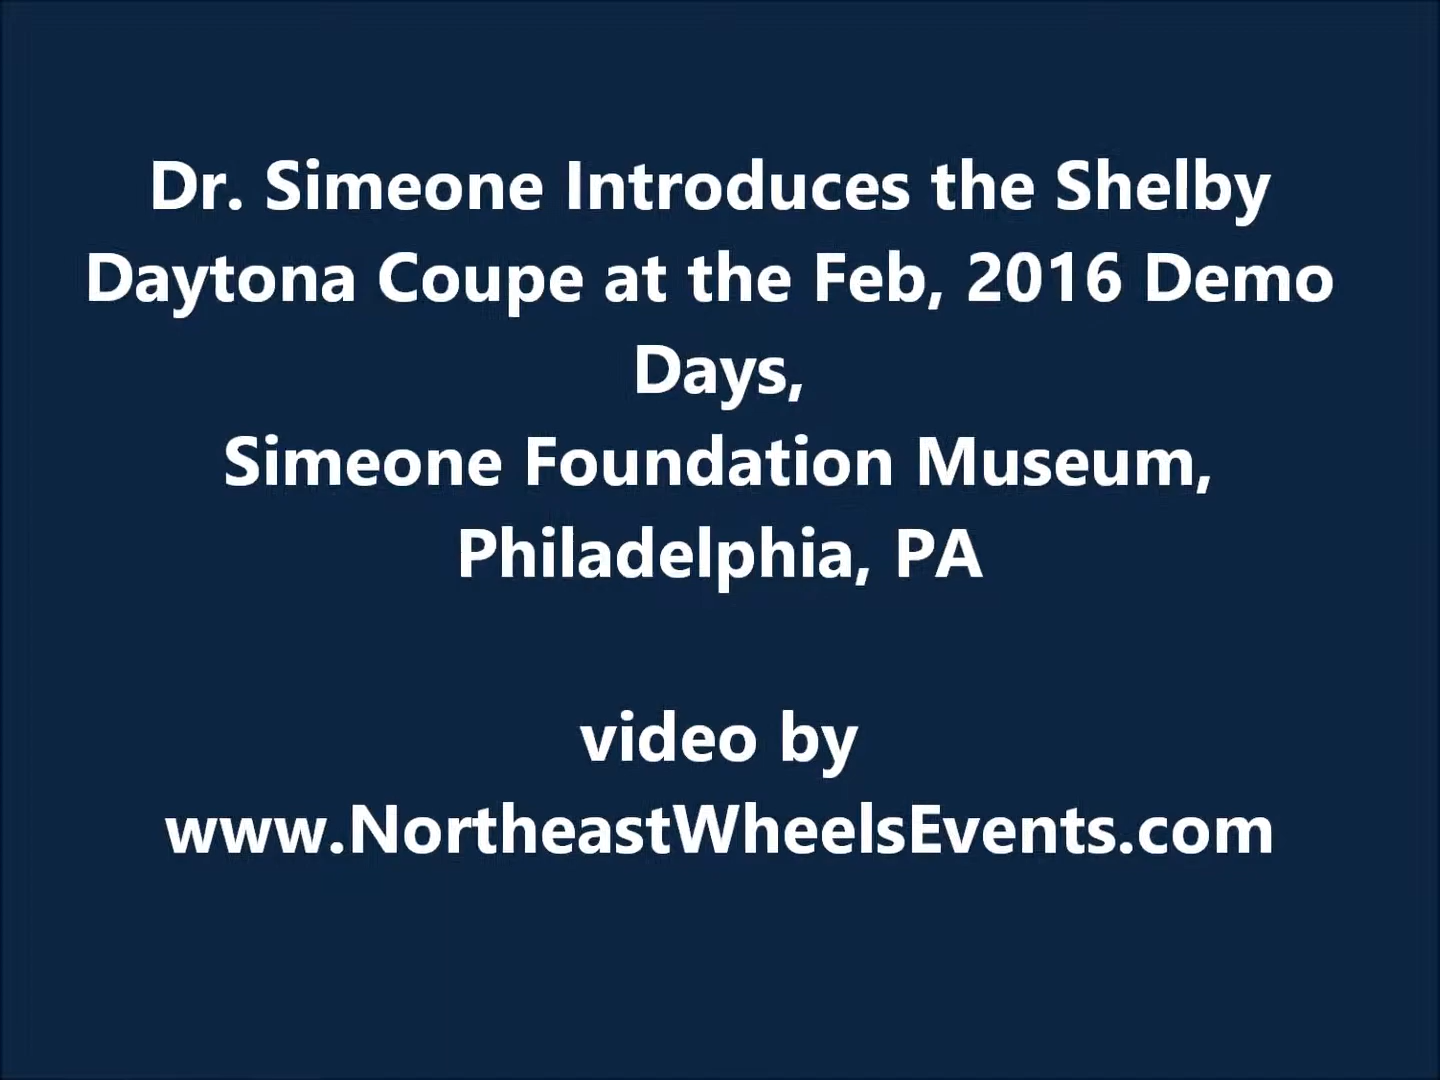 Dr. Simeone Introduces the Shelby
Daytona Coupe at the Feb, 2016 Demo
Days,
Simeone Foundation Museum,
Philadelphia, PA
video by
www.NortheastWheelsEvents.com